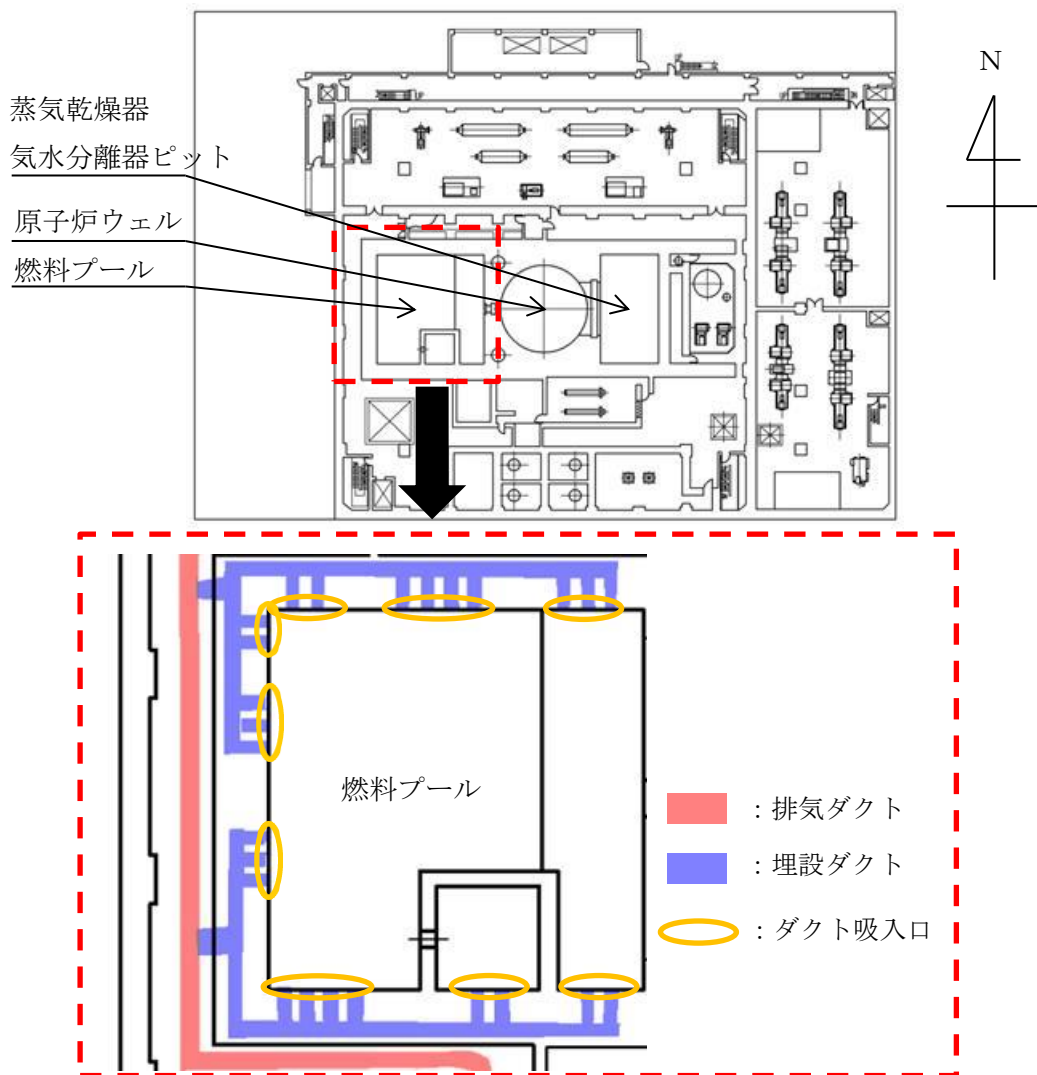 N
蒸気乾燥器
気水分離器ピット
原子炉ウェル
燃料プール
燃料プール
：排気ダクト
：埋設ダクト
：ダクト吸入口